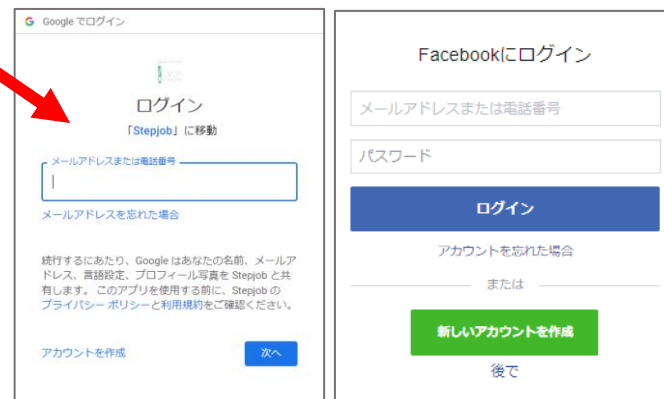 Google でログイン
ログイン
「Stepjob」に移動
メールアドレスまたは電話番号
メールアドレスを忘れた場合
続行するにあたり、Google はあなたの名前、メールア
ドレス、言語設定、プロフィール写真を Stepjob と共
有します。このアプリを使用する前に、Stepjob の
プライバシー ポリシーと利用規約をご確認ください。
アカウントを作成
次へ
Facebookにログイン
メールアドレスまたは電話番号
パスワード
ログイン
アカウントを忘れた場合
または
新しいアカウントを作成
後で